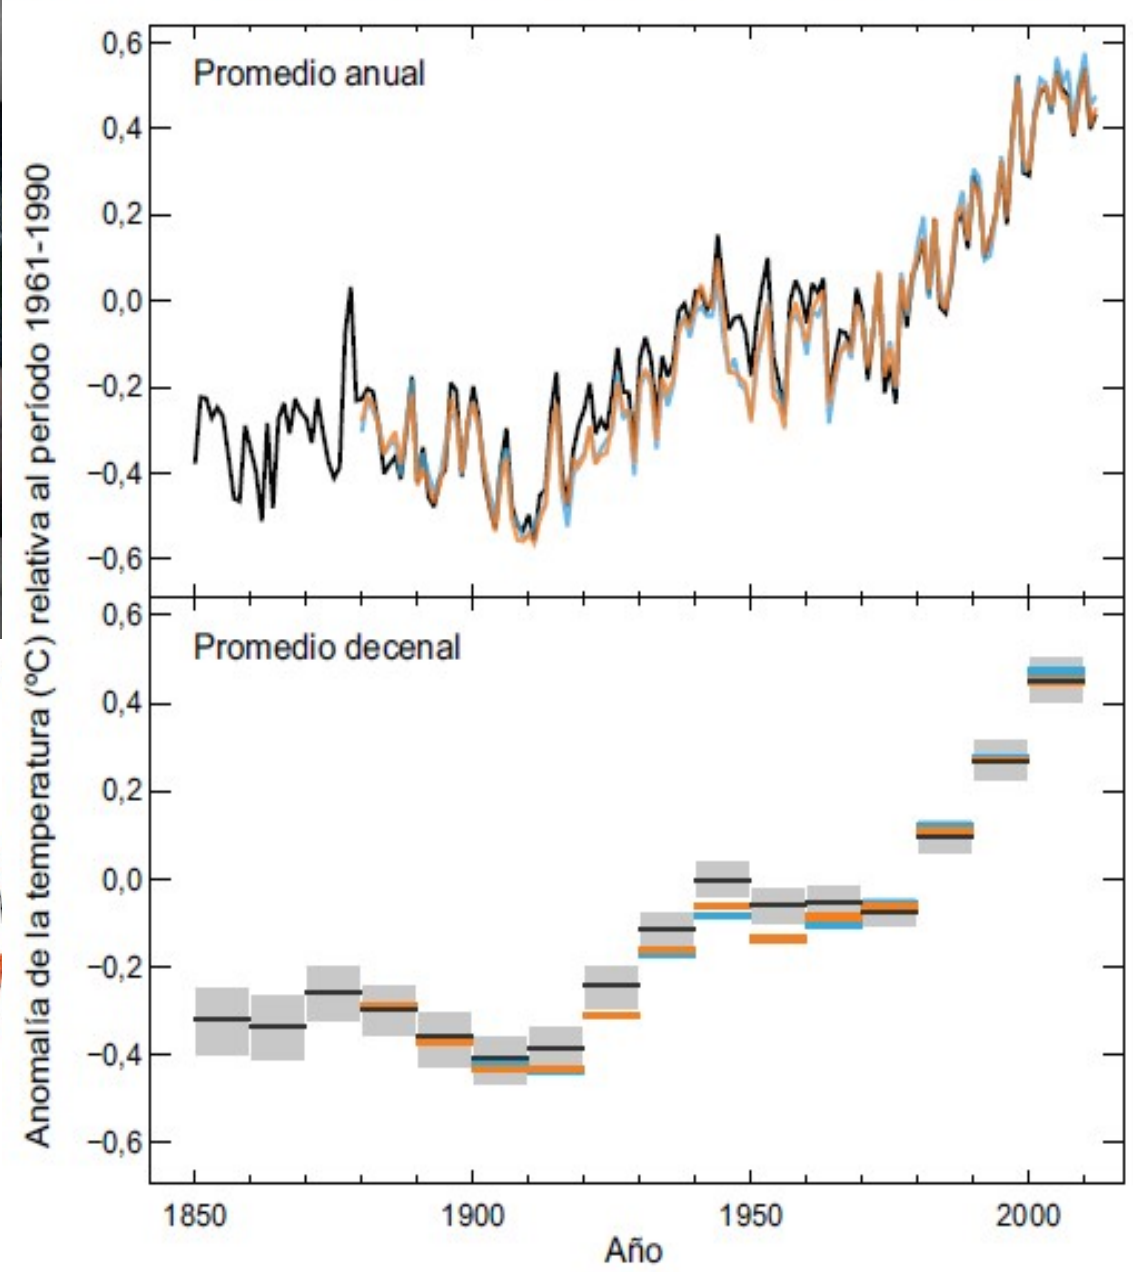 Anomalía de la temperatura (ºC) relativa al período 1961-1990
Promedio anual
0,6
0,4
0,2
0,0
−0,2
−0,4
−0,6
Promedio decenal
0,6
0,4
0,2
0,0
−0,2
−0,4
−0,6
1850 1900 1950 2000
Año